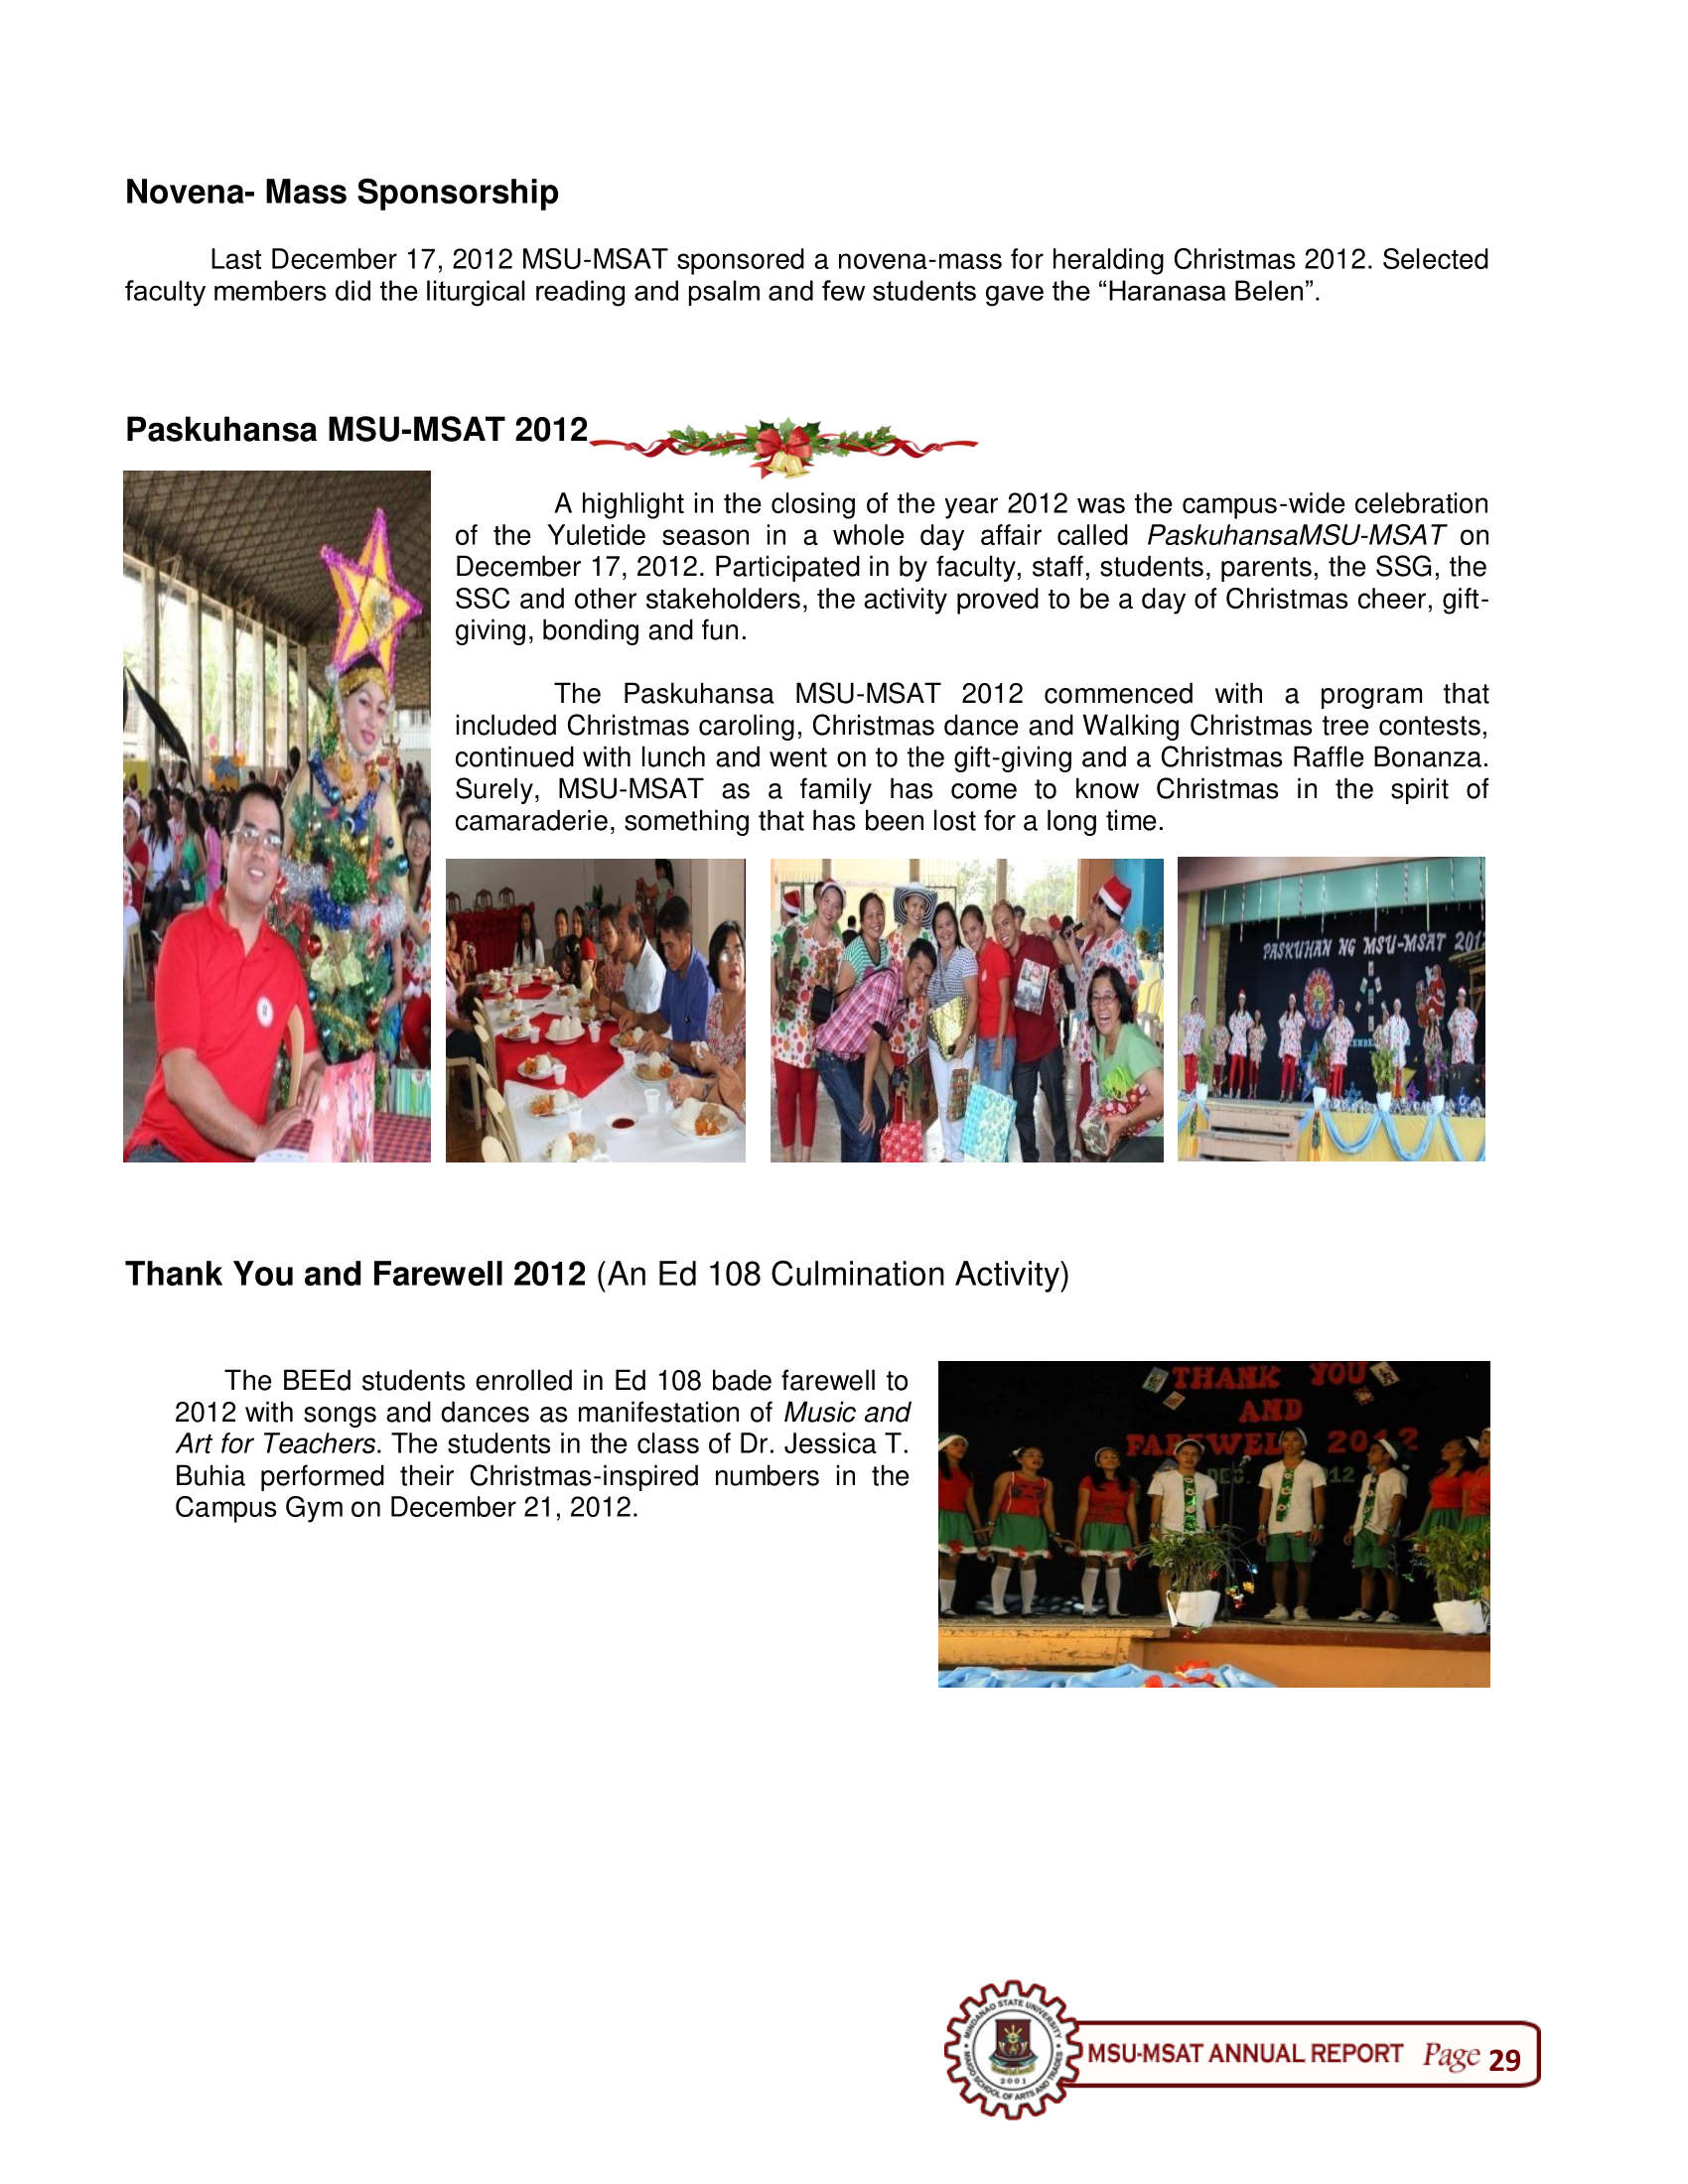 Novena- Mass Sponsorship
Last December 17, 2012 MSU-MSAT sponsored a novena-mass for heralding Christmas 2012. Selected
faculty members did the liturgical reading and psalm and few students gave the “Haranasa Belen”.
Paskuhansa MSU-MSAT 2012
A highlight in the closing of the year 2012 was the campus-wide celebration
of the Yuletide season in a whole day affair called PaskuhansaMSU-MSAT on
December 17, 2012. Participated in by faculty, staff, students, parents, the SSG, the
SSC and other stakeholders, the activity proved to be a day of Christmas cheer, gift-
giving, bonding and fun.
The Paskuhansa MSU-MSAT 2012 commenced with a program that
included Christmas caroling, Christmas dance and Walking Christmas tree contests,
continued with lunch and went on to the gift-giving and a Christmas Raffle Bonanza.
Surely, MSU-MSAT as a family has come to know Christmas in the spirit of
camaraderie, something that has been lost for a long time.
PASKUHAN NG MSU-MSAT 2012
Thank You and Farewell 2012 (An Ed 108 Culmination Activity)
The BEEd students enrolled in Ed 108 bade farewell to
2012 with songs and dances as manifestation of Music and
Art for Teachers. The students in the class of Dr. Jessica T.
Buhia performed their Christmas-inspired numbers in the
Campus Gym on December 21, 2012.
THANK YOU
AND
FAREWELL 2012
DEC. 
MINDANAO STATE UNIVERSITY
MAIGO SCHOOL OF ARTS AND TRADES
2001
MSU-MSAT ANNUAL REPORT Page 29